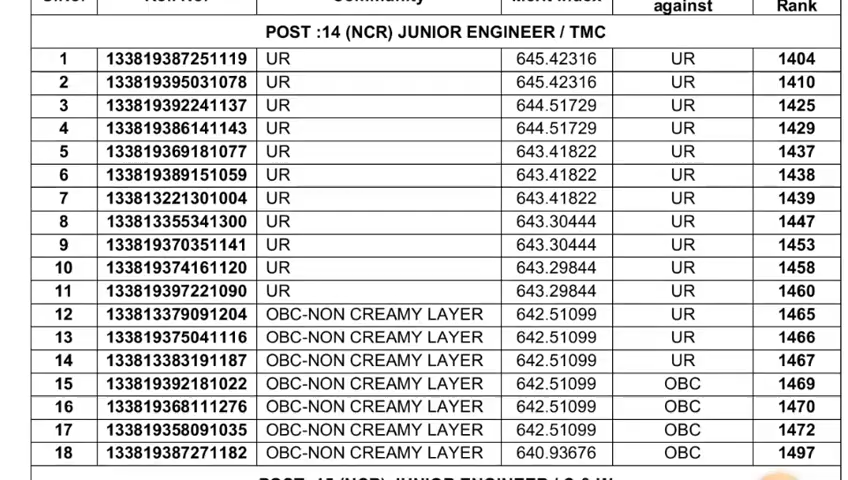 against Rank
POST :14 (NCR) JUNIOR ENGINEER / TMC
1 133819387251119 UR 645.42316 UR 1404
2 133819395031078 UR 645.42316 UR 1410
3 133819392241137 UR 644.51729 UR 1425
4 133819386141143 UR 644.51729 UR 1429
5 133819369181077 UR 643.41822 UR 1437
6 133819389151059 UR 643.41822 UR 1438
7 133813221301004 UR 643.41822 UR 1439
8 133813355341300 UR 643.30444 UR 1447
9 133819370351141 UR 643.30444 UR 1453
10 133819374161120 UR 643.29844 UR 1458
11 133819397221090 UR 643.29844 UR 1460
12 133813379091204 OBC-NON CREAMY LAYER 642.51099 UR 1465
13 133819375041116 OBC-NON CREAMY LAYER 642.51099 UR 1466
14 133813383191187 OBC-NON CREAMY LAYER 642.51099 UR 1467
15 133819392181022 OBC-NON CREAMY LAYER 642.51099 OBC 1469
16 133819368111276 OBC-NON CREAMY LAYER 642.51099 OBC 1470
17 133819358091035 OBC-NON CREAMY LAYER 642.51099 OBC 1472
18 133819387271182 OBC-NON CREAMY LAYER 640.93676 OBC 1497